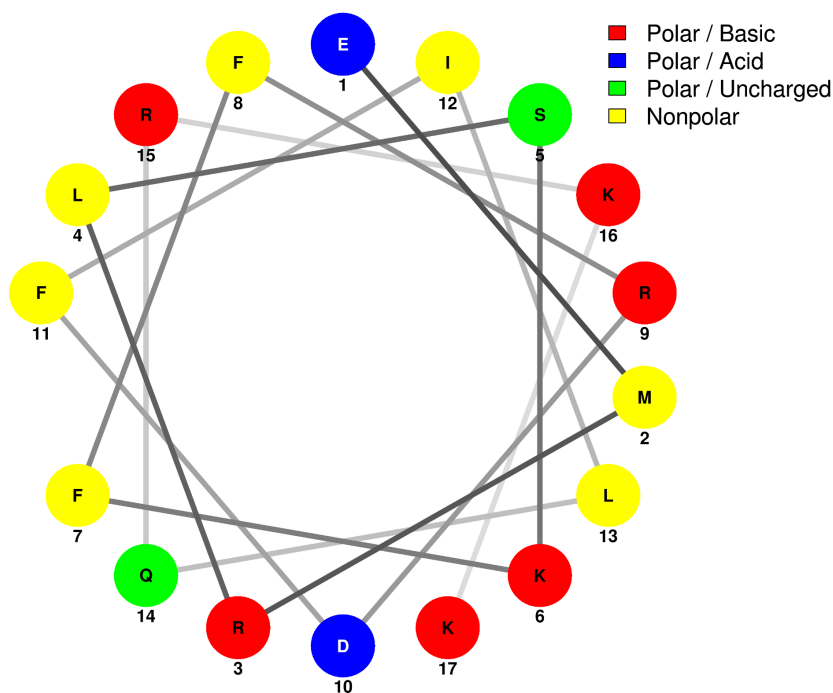 E
1
I
12
F
8
S
5
R
15
L
4
K
16
F
11
R
9
M
2
F
7
L
13
Q
14
K
6
R
3
K
17
D
10
Polar / Basic
Polar / Acid
Polar / Uncharged
Nonpolar